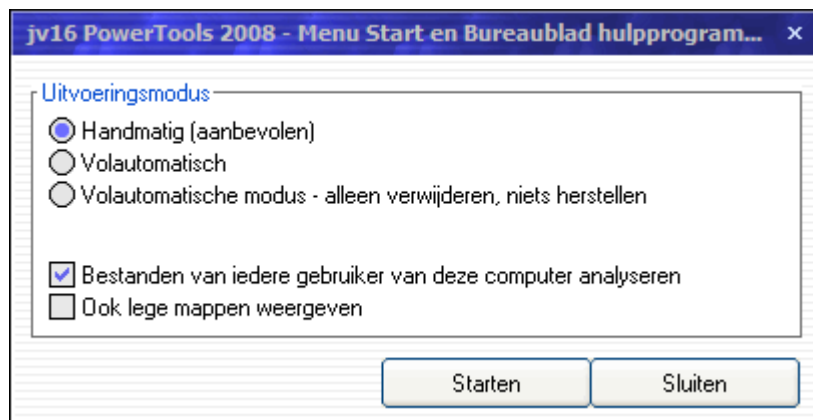 jv16 PowerTools 2008 - Menu Start en Bureaublad hulpprogram...
Uitvoeringsmodus
Handmatig (aanbevolen)
Volautomatisch
Volautomatische modus - alleen verwijderen, niets herstellen
Bestanden van iedere gebruiker van deze computer analyseren
Ook lege mappen weergeven
Starten
Sluiten